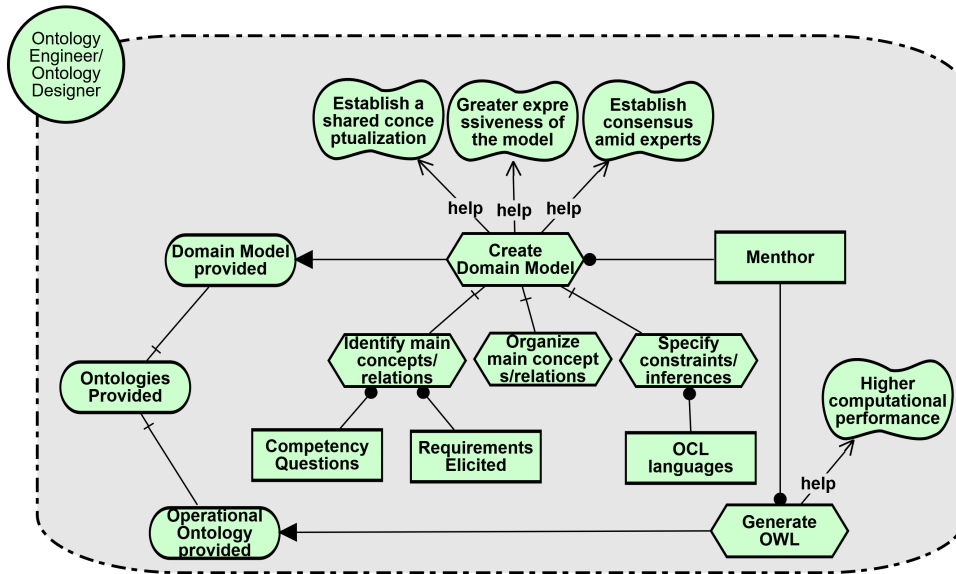 Ontology
Engineer/
Ontology
Designer
Establish a
shared conce
ptualization
Greater expre
ssiveness of
the model
Establish
consensus
amid experts
help
help
help
Domain Model
provided
Create
Domain Model
Menthor
Identify main
concepts/
relations
Organize
main concept
s/relations
Specify
constraints/
inferences
Ontologies
Provided
Higher
computational
performance
Competency
Questions
Requirements
Elicited
OCL
languages
help
Operational
Ontology
provided
Generate
OWL